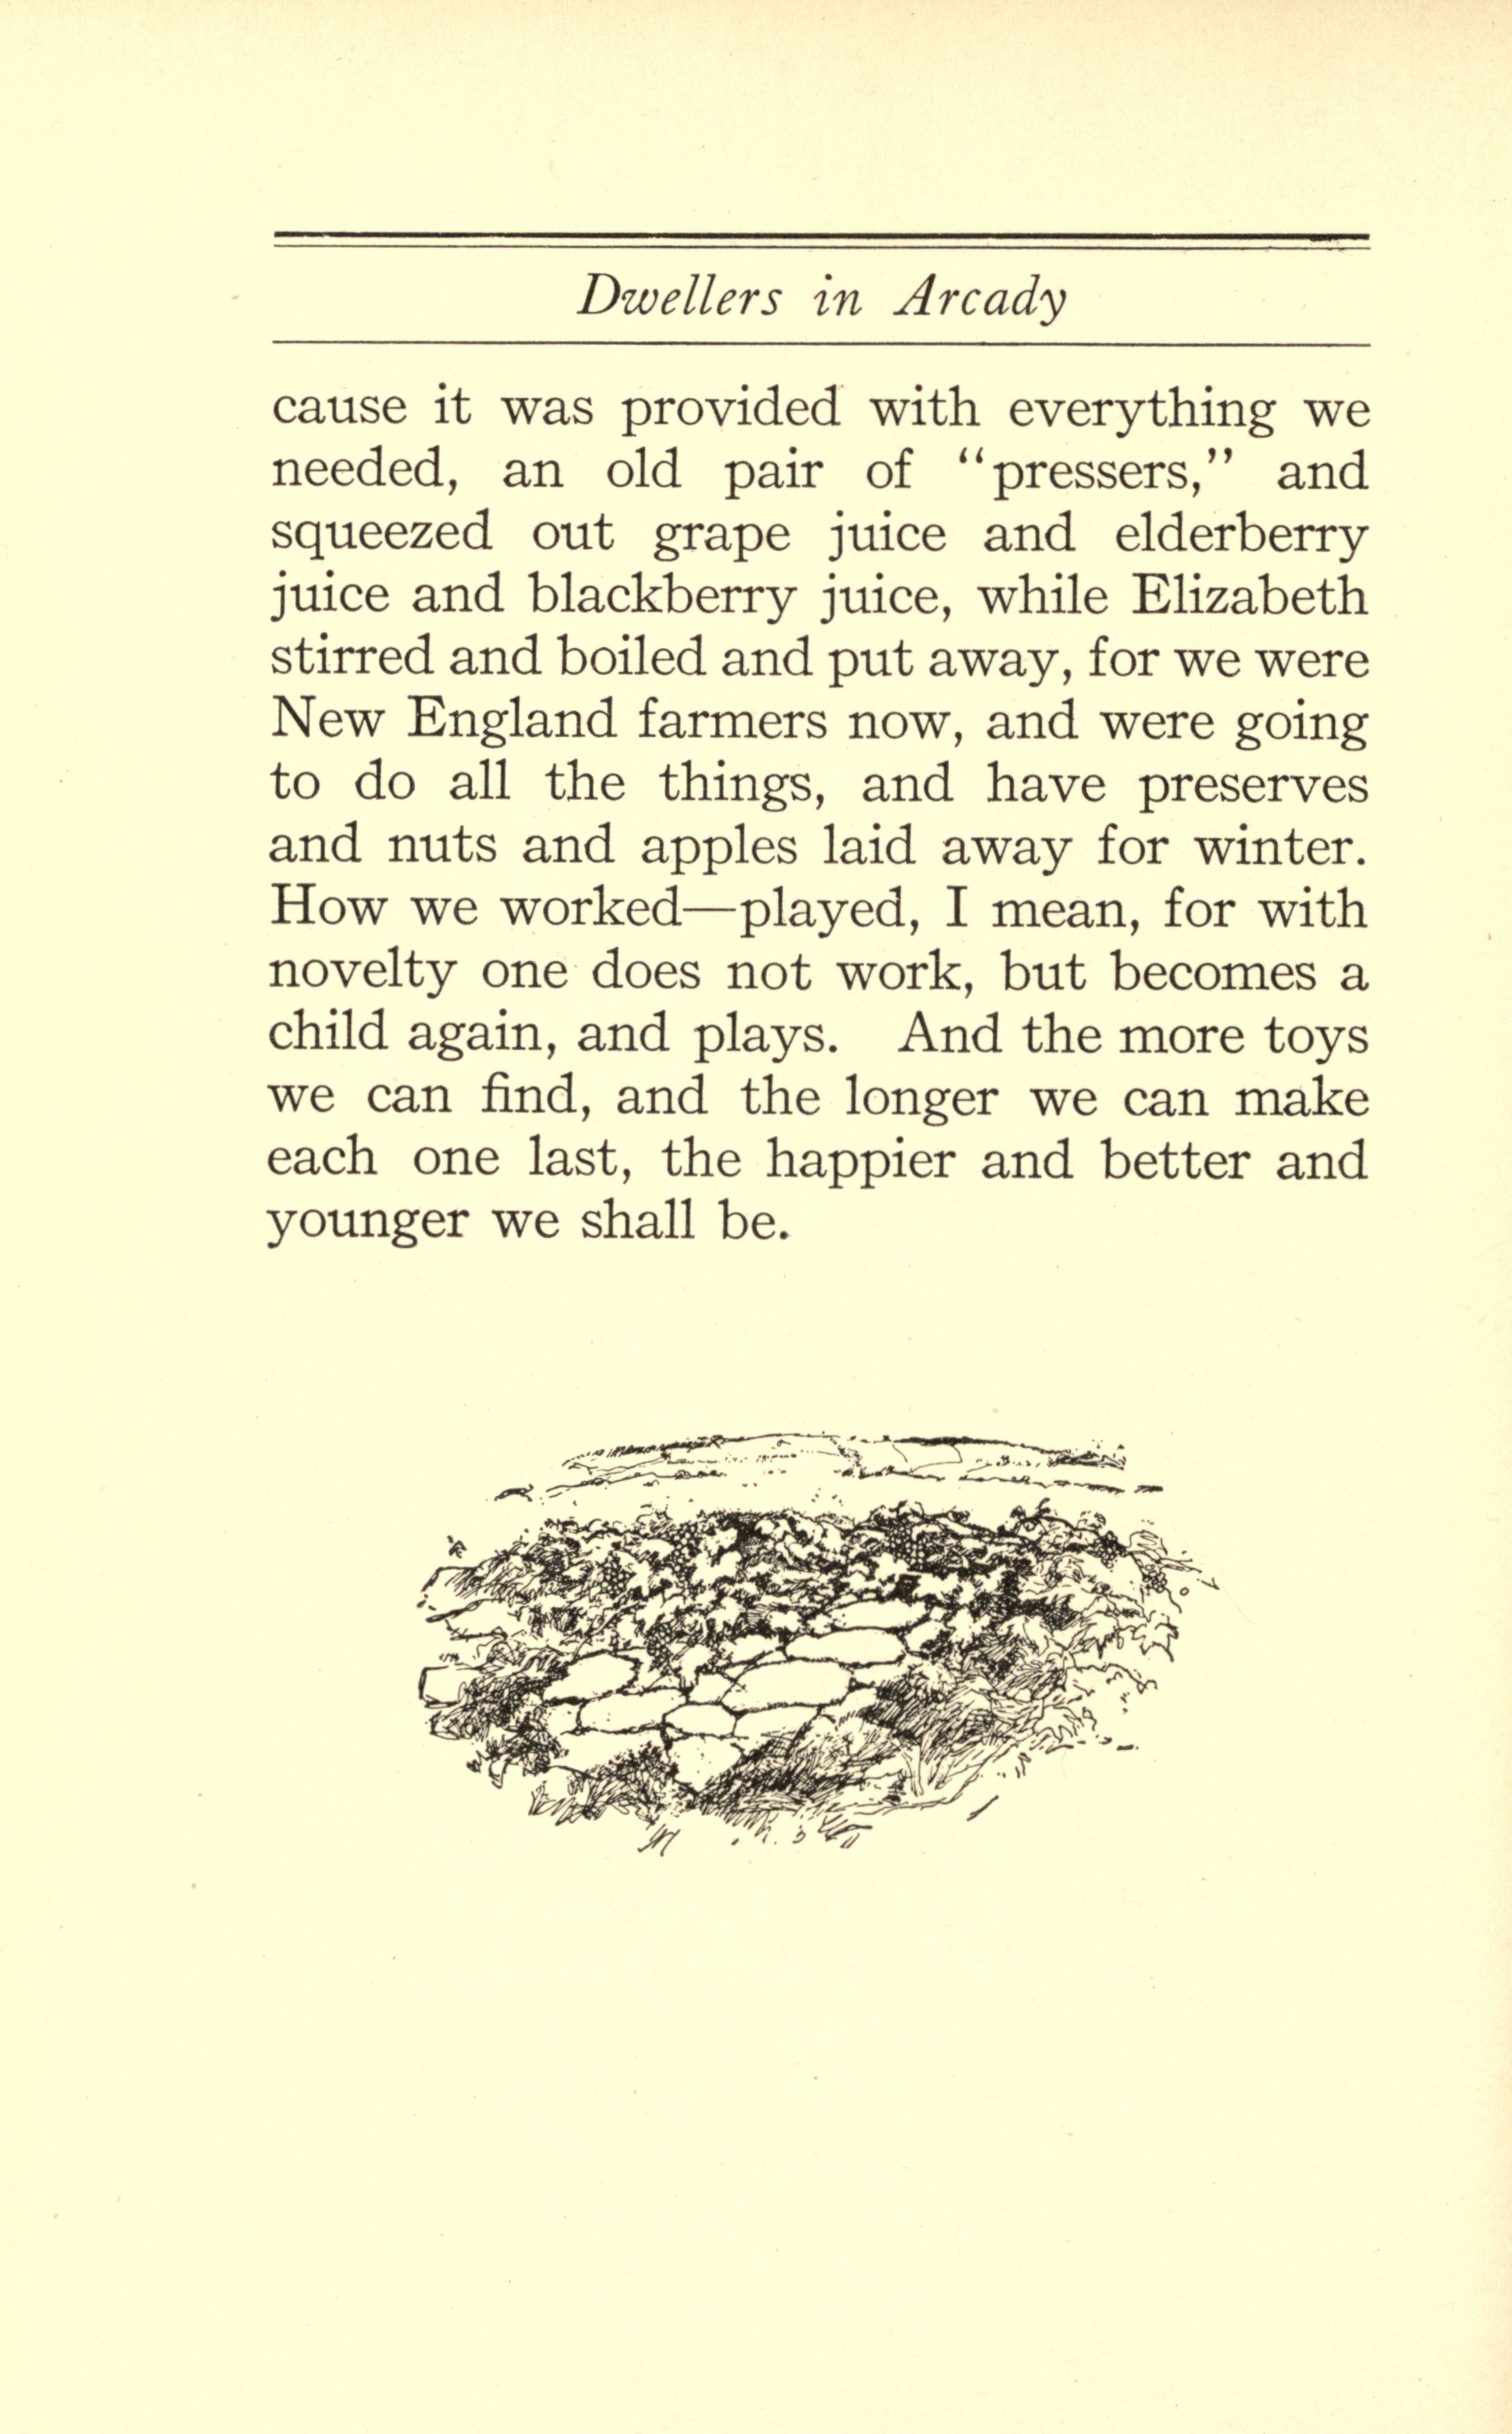 Dwellers in Arcady
cause it was provided with everything we
needed, an old pair of “pressers,” and
squeezed out grape juice and elderberry
juice and blackberry juice, while Elizabeth
stirred and boiled and put away, for we were
New England farmers now, and were going
to do all the things, and have preserves
and nuts and apples laid away for winter.
How we worked—played, I mean, for with
novelty one does not work, but becomes a
child again, and plays. And the more toys
we can find, and the longer we can make
each one last, the happier and better and
younger we shall be.